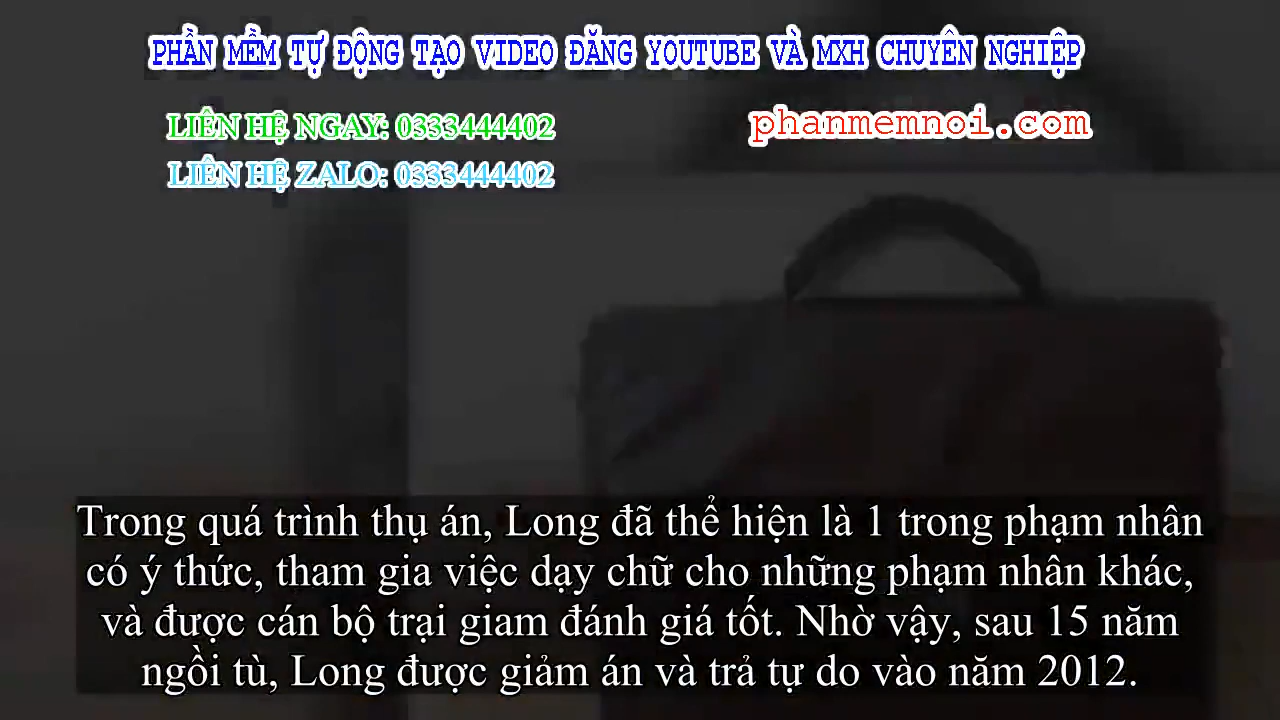 PHẦN MỀM TỰ ĐỘNG TẠO VIDEO ĐĂNG YOUTUBE VÀ MXH CHUYÊN NGHIỆP
LIÊN HỆ NGAY: 0333444402
phanmemnoi.com
LIÊN HỆ ZALO: 0333444402
Trong quá trình thụ án, Long đã thể hiện là 1 trong phạm nhân
có ý thức, tham gia việc dạy chữ cho những phạm nhân khác,
và được cán bộ trại giam đánh giá tốt. Nhờ vậy, sau 15 năm
ngồi tù, Long được giảm án và trả tự do vào năm 2012.